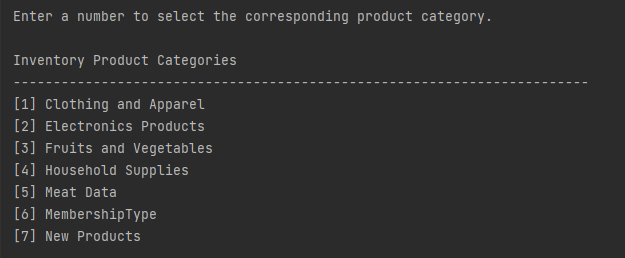 Enter a number to select the corresponding product category.
Inventory Product Categories
------------------------------------------------------------------------
[1] Clothing and Apparel
[2] Electronics Products
[3] Fruits and Vegetables
[4] Household Supplies
[5] Meat Data
[6] MembershipType
[7] New Products